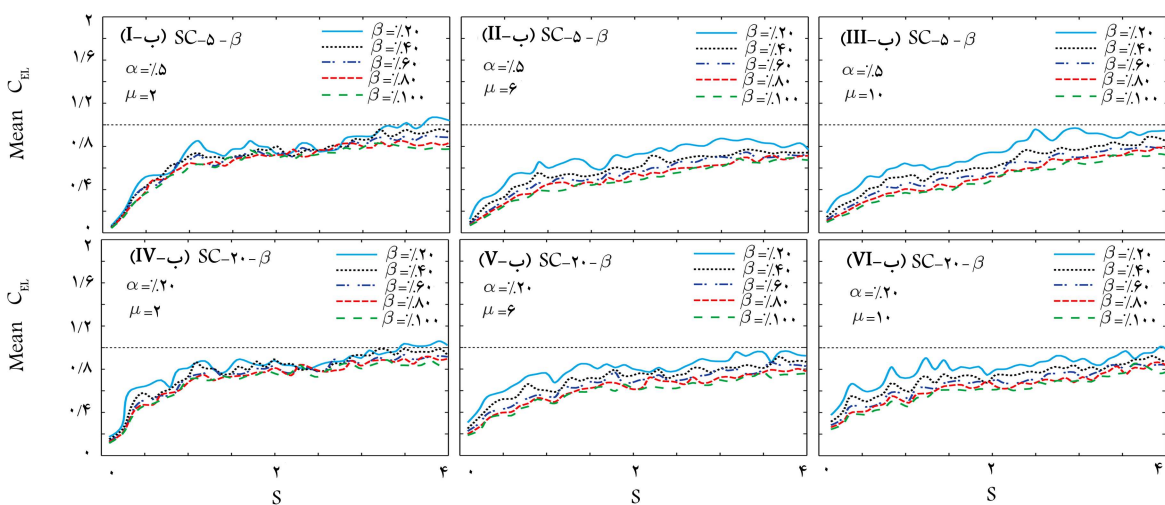 Mean C_EL
۲
۱/۶
۱/۲
۰/۸
۰/۴
۰
(I-ب) SC-۵-β
α=٪۵
μ=۲
β=٪۲۰
β=٪۴۰
β=٪۶۰
β=٪۸۰
β=٪۱۰۰
(II-ب) SC-۵-β
α=٪۵
μ=۶
β=٪۲۰
β=٪۴۰
β=٪۶۰
β=٪۸۰
β=٪۱۰۰
(III-ب) SC-۵-β
α=٪۵
μ=۱۰
β=٪۲۰
β=٪۴۰
β=٪۶۰
β=٪۸۰
β=٪۱۰۰
Mean C_EL
۲
۱/۶
۱/۲
۰/۸
۰/۴
۰
(IV-ب) SC-۲۰-β
α=٪۲۰
μ=۲
β=٪۲۰
β=٪۴۰
β=٪۶۰
β=٪۸۰
β=٪۱۰۰
(V-ب) SC-۲۰-β
α=٪۲۰
μ=۶
β=٪۲۰
β=٪۴۰
β=٪۶۰
β=٪۸۰
β=٪۱۰۰
(VI-ب) SC-۲۰-β
α=٪۲۰
μ=۱۰
β=٪۲۰
β=٪۴۰
β=٪۶۰
β=٪۸۰
β=٪۱۰۰
۰ ۲ ۴
۰ ۲ ۴
۰ ۲ ۴
S
S
S